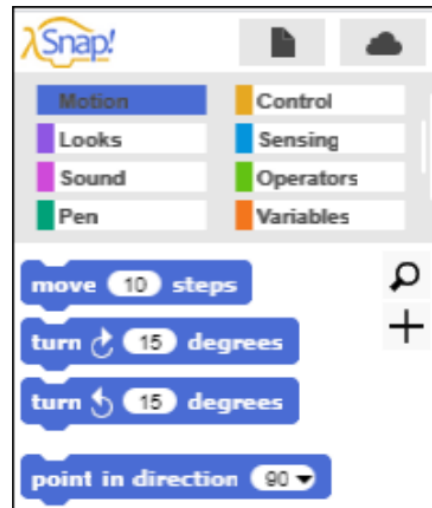 λSnap!
Motion Control
Looks Sensing
Sound Operators
Pen Variables
move 10 steps
turn 15 degrees
turn 15 degrees
point in direction 90